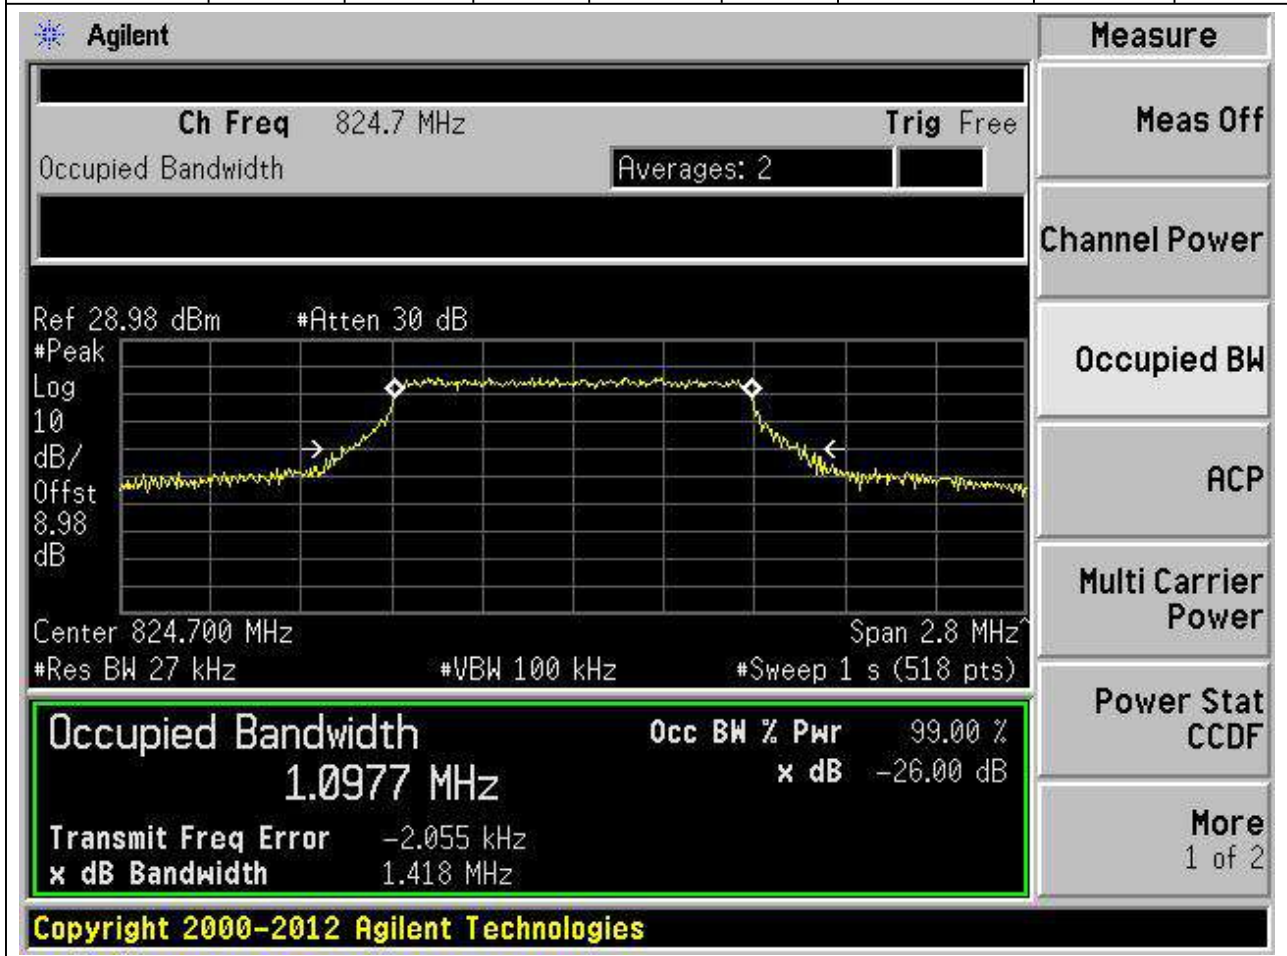 Agilent
Measure
Ch Freq 824.7 MHz Trig Free
Occupied Bandwidth Averages: 2
Meas Off
Channel Power
Occupied BW
ACP
Multi Carrier
Power
Power Stat
CCDF
More
1 of 2
Ref 28.98 dBm #Atten 30 dB
#Peak
Log
10
dB/
Offst
8.98
dB
Center 824.700 MHz Span 2.8 MHz^
#Res BW 27 kHz #VBW 100 kHz #Sweep 1 s (518 pts)
Occupied Bandwidth Occ BW % Pwr 99.00 %
1.0977 MHz x dB -26.00 dB
Transmit Freq Error -2.055 kHz
x dB Bandwidth 1.418 MHz
Copyright 2000-2012 Agilent Technologies